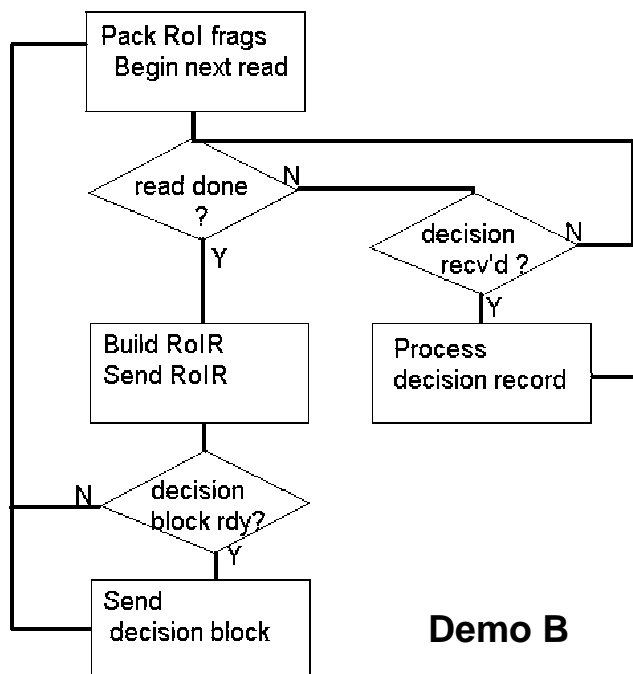 Pack RoI frags
Begin next read
read done
?
N
Y
decision
recv'd ?
N
Y
Build RoIR
Send RoIR
Process
decision record
decision
block rdy?
N
Y
Send
decision block
Demo B